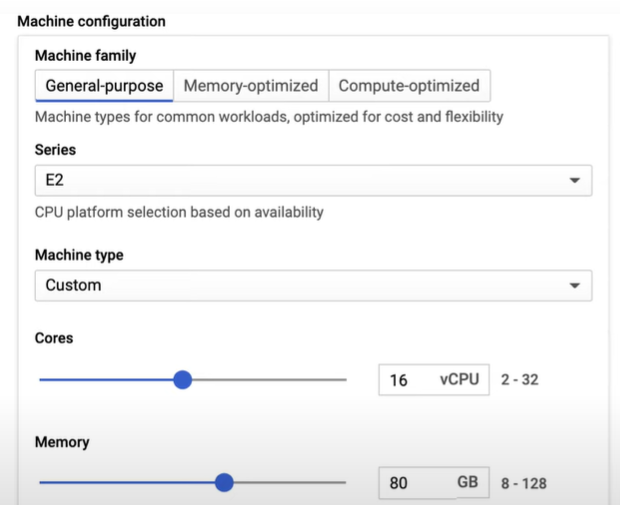 Machine configuration
Machine family
General-purpose Memory-optimized Compute-optimized
Machine types for common workloads, optimized for cost and flexibility
Series
E2
CPU platform selection based on availability
Machine type
Custom
Cores
16 vCPU 2 - 32
Memory
80 GB 8 - 128